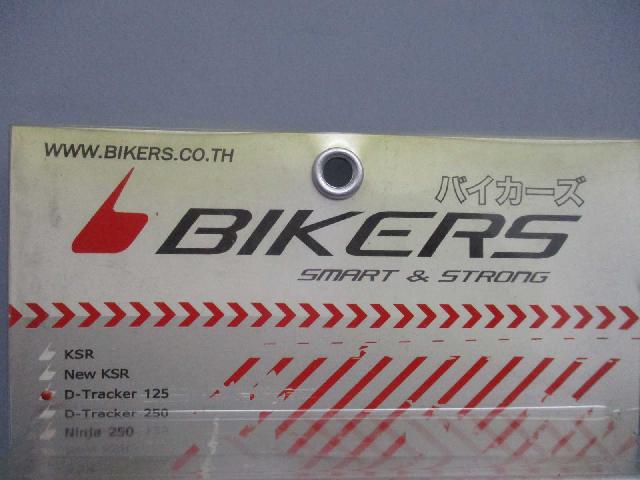 WWW.BIKERS.CO.TH
バイカーズ
BIKERS
SMART & STRONG
KSR
New KSR
D-Tracker 125
D-Tracker 250
Ninja 250